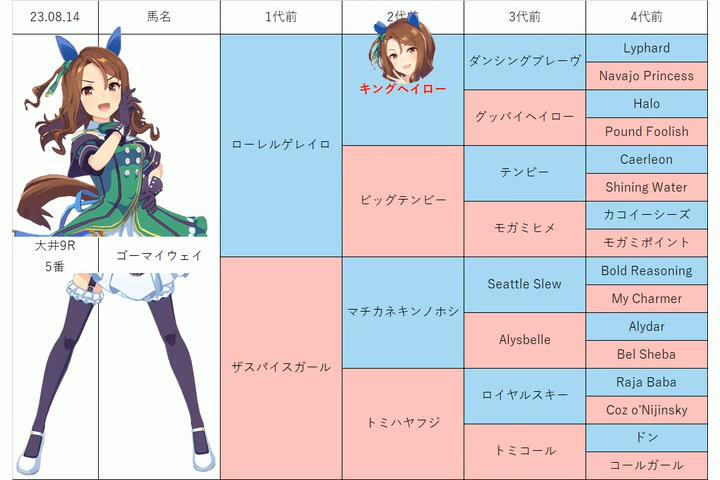 23.08.14 馬名 1代前 2代前 3代前 4代前
大井9R
5番
ゴーマイウェイ
ローレルゲレイロ
ザスパイスガール
キングヘイロー
ビッグテンビー
マチカネキンノホシ
トミハヤフジ
ダンシングブレーヴ
グッバイヘイロー
テンビー
モガミヒメ
Seattle Slew
Alysbelle
ロイヤルスキー
トミコール
Lyphard
Navajo Princess
Halo
Pound Foolish
Caerleon
Shining Water
カコイーシーズ
モガミポイント
Bold Reasoning
My Charmer
Alydar
Bel Sheba
Raja Baba
Coz o'Nijinsky
ドン
コールガール